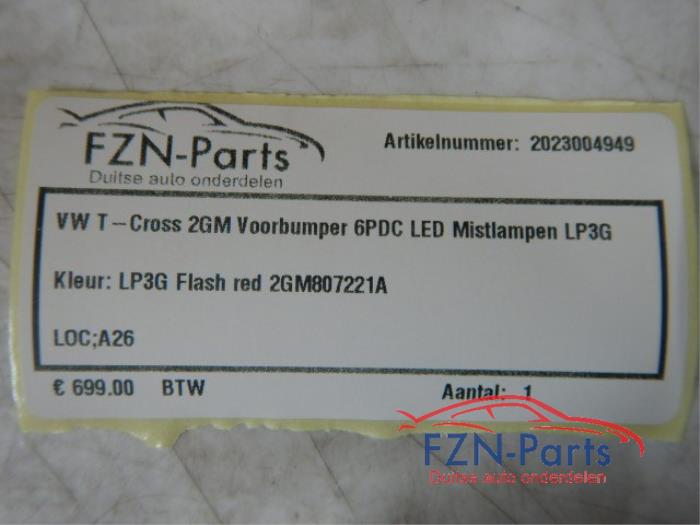 FZN-Parts
Duitse auto onderdelen
Artikelnummer: 2023004949
VW T-Cross 2GM Voorbumper 6PDC LED Mistlampen LP3G
Kleur: LP3G Flash red 2GM807221A
LOC;A26
€ 699.00 BTW
Aantal: 1
FZN-Parts
Duitse auto onderdelen